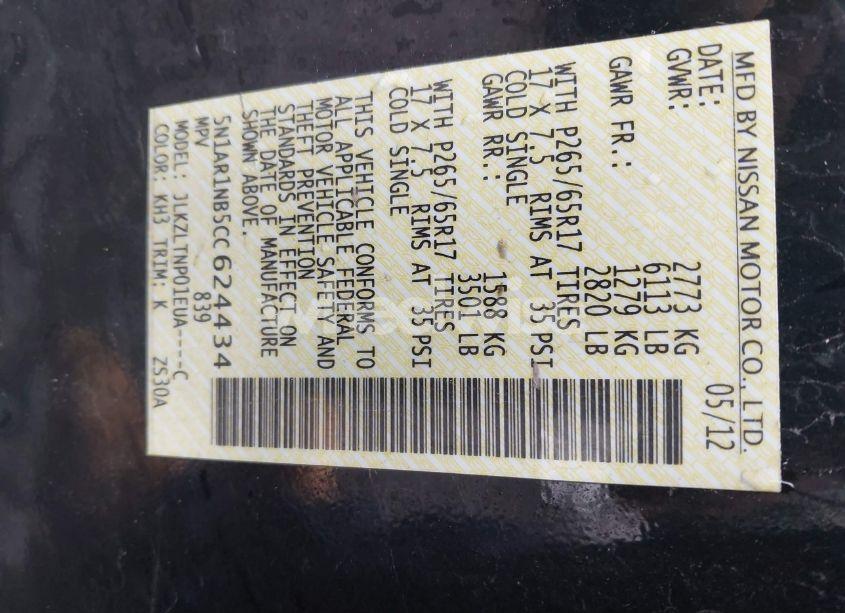 MFD BY NISSAN MOTOR CO., LTD.
DATE: 05/12
GVWR: 2773 KG
6113 LB
GAWR FR.: 1279 KG
2820 LB
WITH P265/65R17 TIRES
17 X 7.5 RIMS AT 35 PSI
COLD SINGLE
GAWR RR.: 1588 KG
3501 LB
WITH P265/65R17 TIRES
17 X 7.5 RIMS AT 35 PSI
COLD SINGLE
THIS VEHICLE CONFORMS TO
ALL APPLICABLE FEDERAL
MOTOR VEHICLE SAFETY AND
THEFT PREVENTION
STANDARDS IN EFFECT ON
THE DATE OF MANUFACTURE
SHOWN ABOVE.
5N1AR1NB5CC624434
MPV 839
MODEL: JLKZLTNP01EUA----C
COLOR: KH3 TRIM: K ZS30A